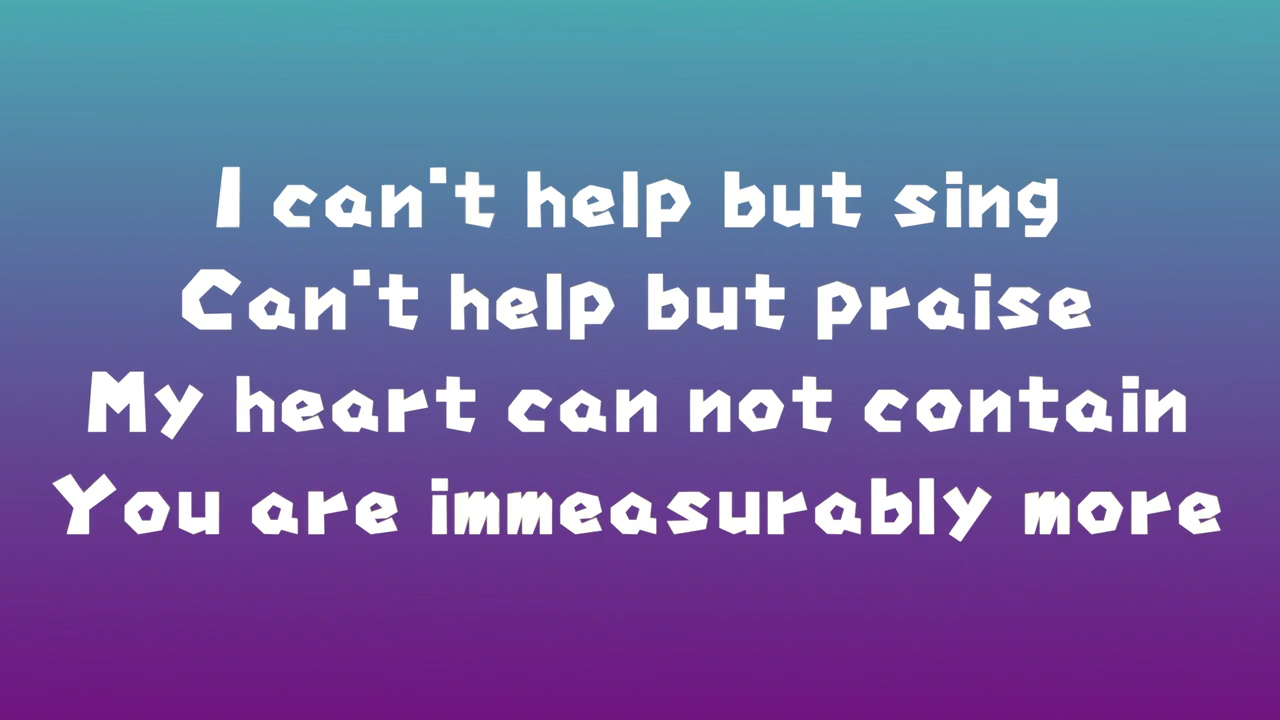 I can't help but sing
Can't help but praise
My heart can not contain
You are immeasurably more